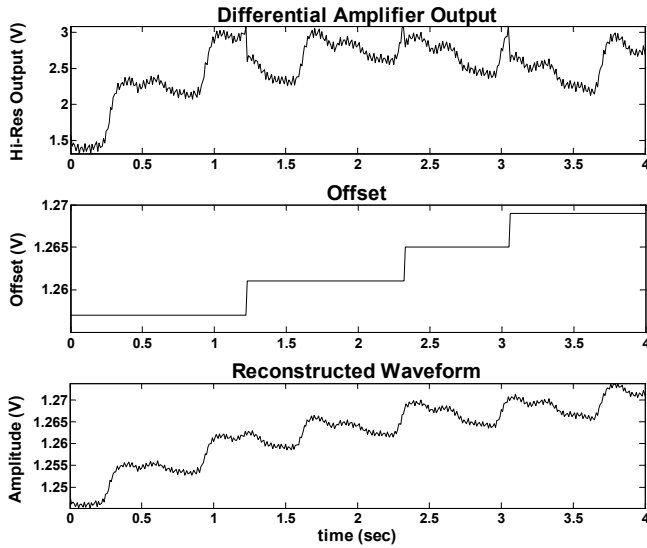 Differential Amplifier Output
Hi-Res Output (V)
3
2.5
2
1.5
0 0.5 1 1.5 2 2.5 3 3.5 4
Offset
Offset (V)
1.27
1.265
1.26
0 0.5 1 1.5 2 2.5 3 3.5 4
Reconstructed Waveform
Amplitude (V)
1.27
1.265
1.26
1.255
1.25
0 0.5 1 1.5 2 2.5 3 3.5 4
time (sec)